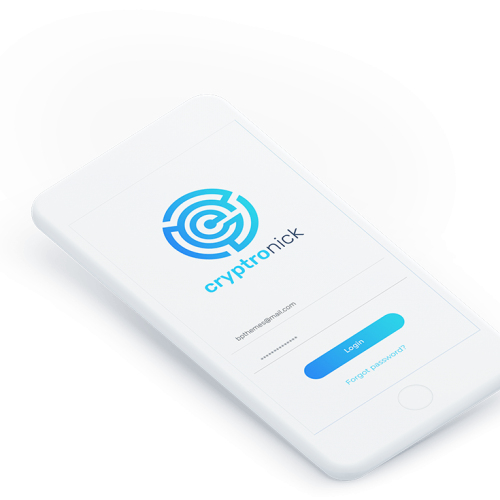 cryptronick
bpthemes@mail.com
••••••••••••••
Login
Forgot password?